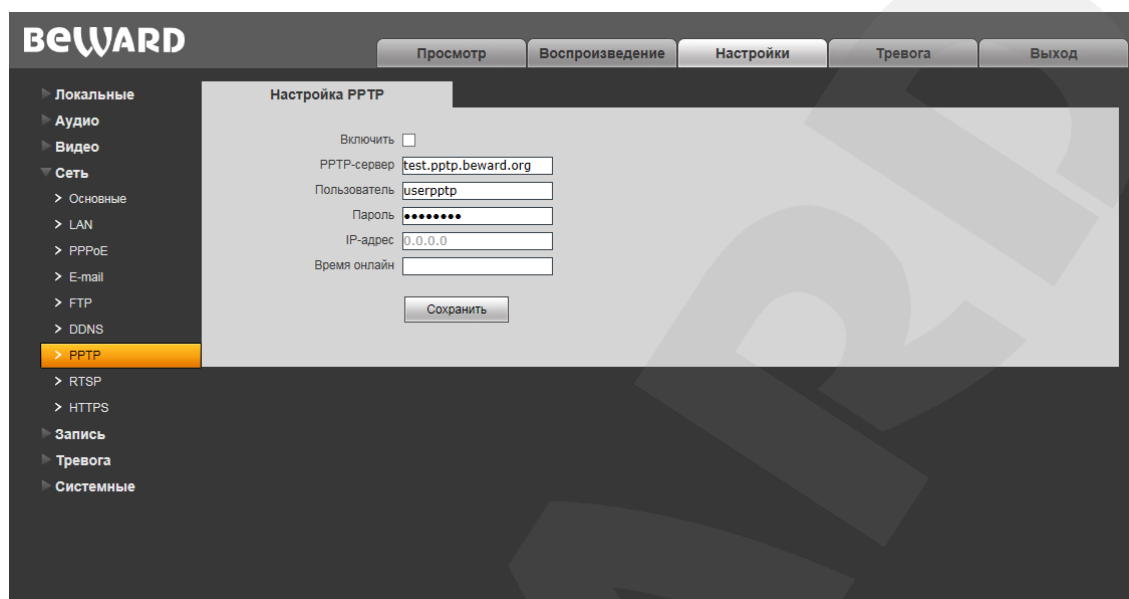 BEWARD
Просмотр Воспроизведение Настройки Тревога Выход
Локальные
Аудио
Видео
Сеть
Основные
LAN
PPPoE
E-mail
FTP
DDNS
PPTP
RTSP
HTTPS
Запись
Тревога
Системные
Настройка PPTP
Включить
PPTP-сервер test.pptp.beward.org
Пользователь userpptp
Пароль ••••••••
IP-адрес 0.0.0.0
Время онлайн
Сохранить